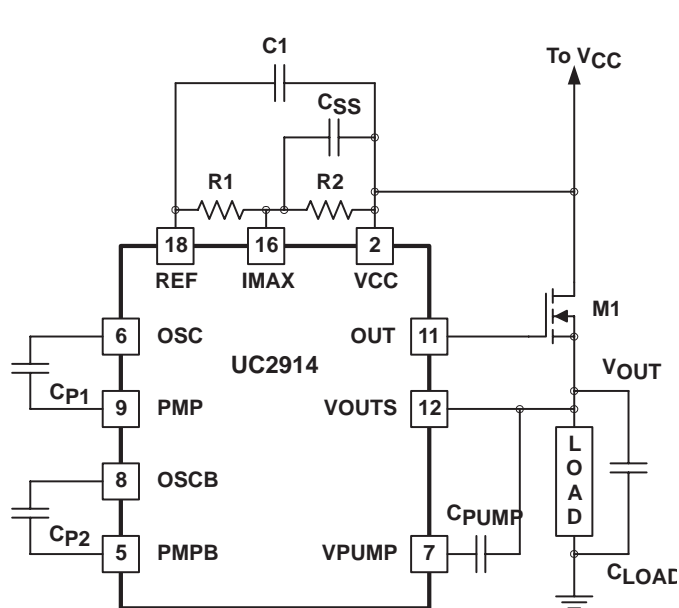 C1
To VCC
CSS
R1
R2
18
16
2
REF
IMAX
VCC
M1
6
OSC
OUT
11
UC2914
CP1
VOUT
9
PMP
VOUTS
12
LOAD
8
OSCB
CPUMP
CP2
5
PMPB
VPUMP
7
CLOAD